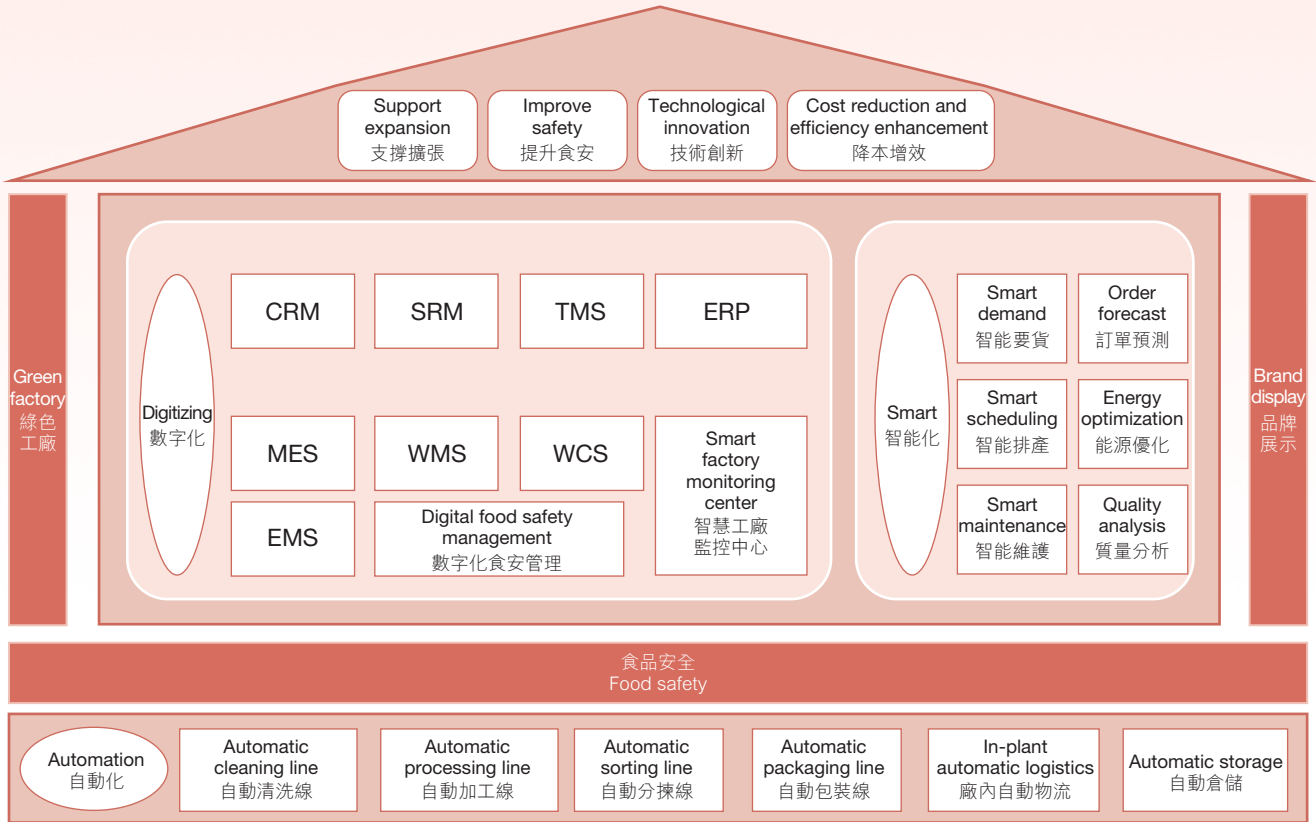 Support
expansion
支撐擴張
Improve
safety
提升食安
Technological
innovation
技術創新
Cost reduction and
efficiency enhancement
降本增效
Green
factory
綠色
工廠
Digitizing
數字化
CRM
SRM
TMS
ERP
MES
WMS
WCS
Smart
factory
monitoring
center
智慧工廠
監控中心
EMS
Digital food safety
management
數字化食安管理
Smart
智能化
Smart
demand
智能要貨
Order
forecast
訂單預測
Smart
scheduling
智能排產
Energy
optimization
能源優化
Smart
maintenance
智能維護
Quality
analysis
質量分析
Brand
display
品牌
展示
食品安全
Food safety
Automation
自動化
Automatic
cleaning line
自動清洗線
Automatic
processing line
自動加工線
Automatic
sorting line
自動分揀線
Automatic
packaging line
自動包裝線
In-plant
automatic logistics
廠內自動物流
Automatic storage
自動倉儲